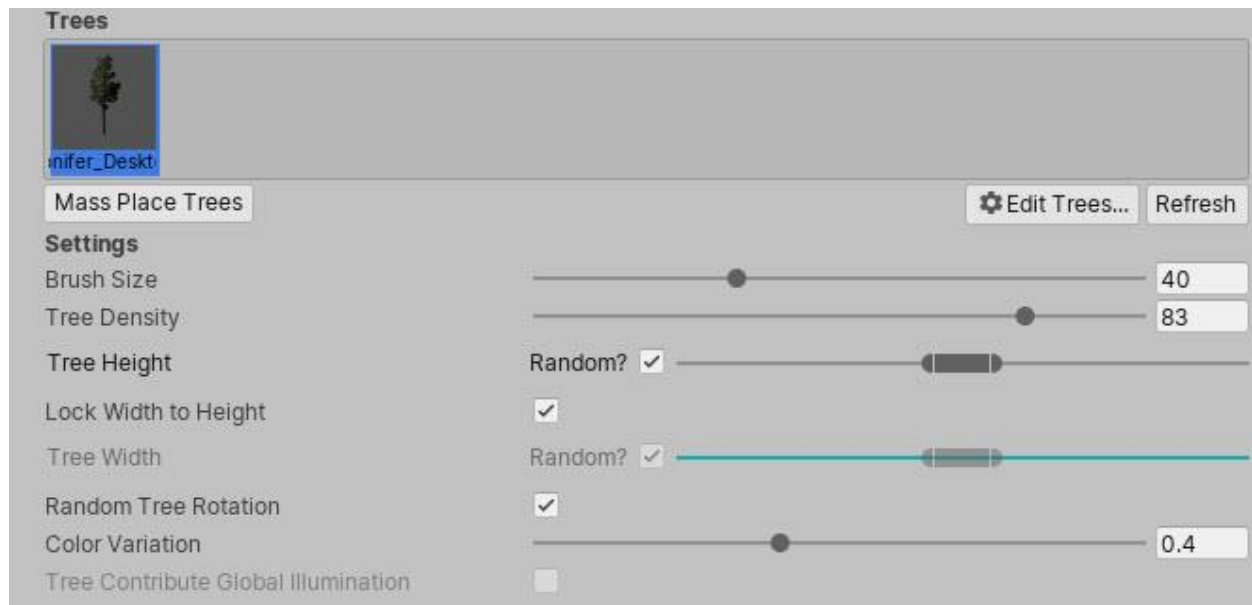 Trees
onifer_Deskt
Mass Place Trees Edit Trees... Refresh
Settings
Brush Size 40
Tree Density 83
Tree Height Random?
Lock Width to Height
Tree Width Random?
Random Tree Rotation
Color Variation 0.4
Tree Contribute Global Illumination